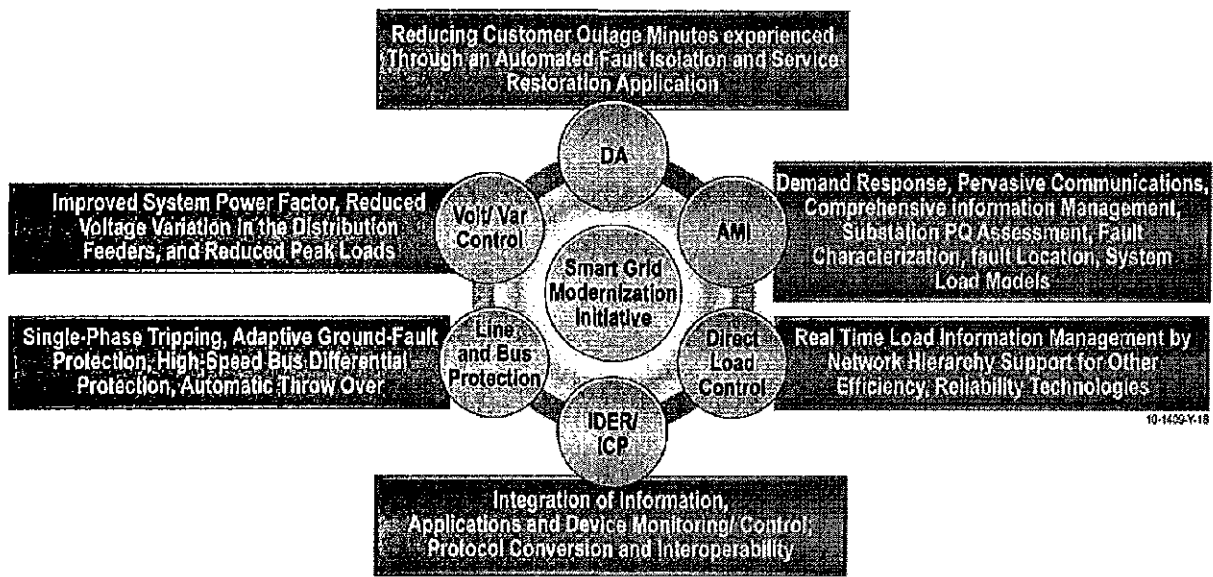 Reducing Customer Outage Minutes experienced
Through an Automated Fault Isolation and Service
Restoration Application
DA
Improved System Power Factor, Reduced
Voltage Variation in the Distribution
Feeders, and Reduced Peak Loads
Volt/ Var
Control
AMI
Demand Response, Pervasive Communications,
Comprehensive Information Management,
Substation PQ Assessment, Fault
Characterization, fault Location, System
Load Models
Smart Grid
Modernization
Initiative
Single-Phase Tripping, Adaptive Ground-Fault
Protection, High-Speed Bus Differential
Protection, Automatic Throw Over
Line
and Bus
Protection
Direct
Load
Control
Real Time Load Information Management by
Network Hierarchy Support for Other
Efficiency, Reliability Technologies
10-1409-Y-18
IDER/
ICP
Integration of Information,
Applications and Device Monitoring/ Control,
Protocol Conversion and Interoperability